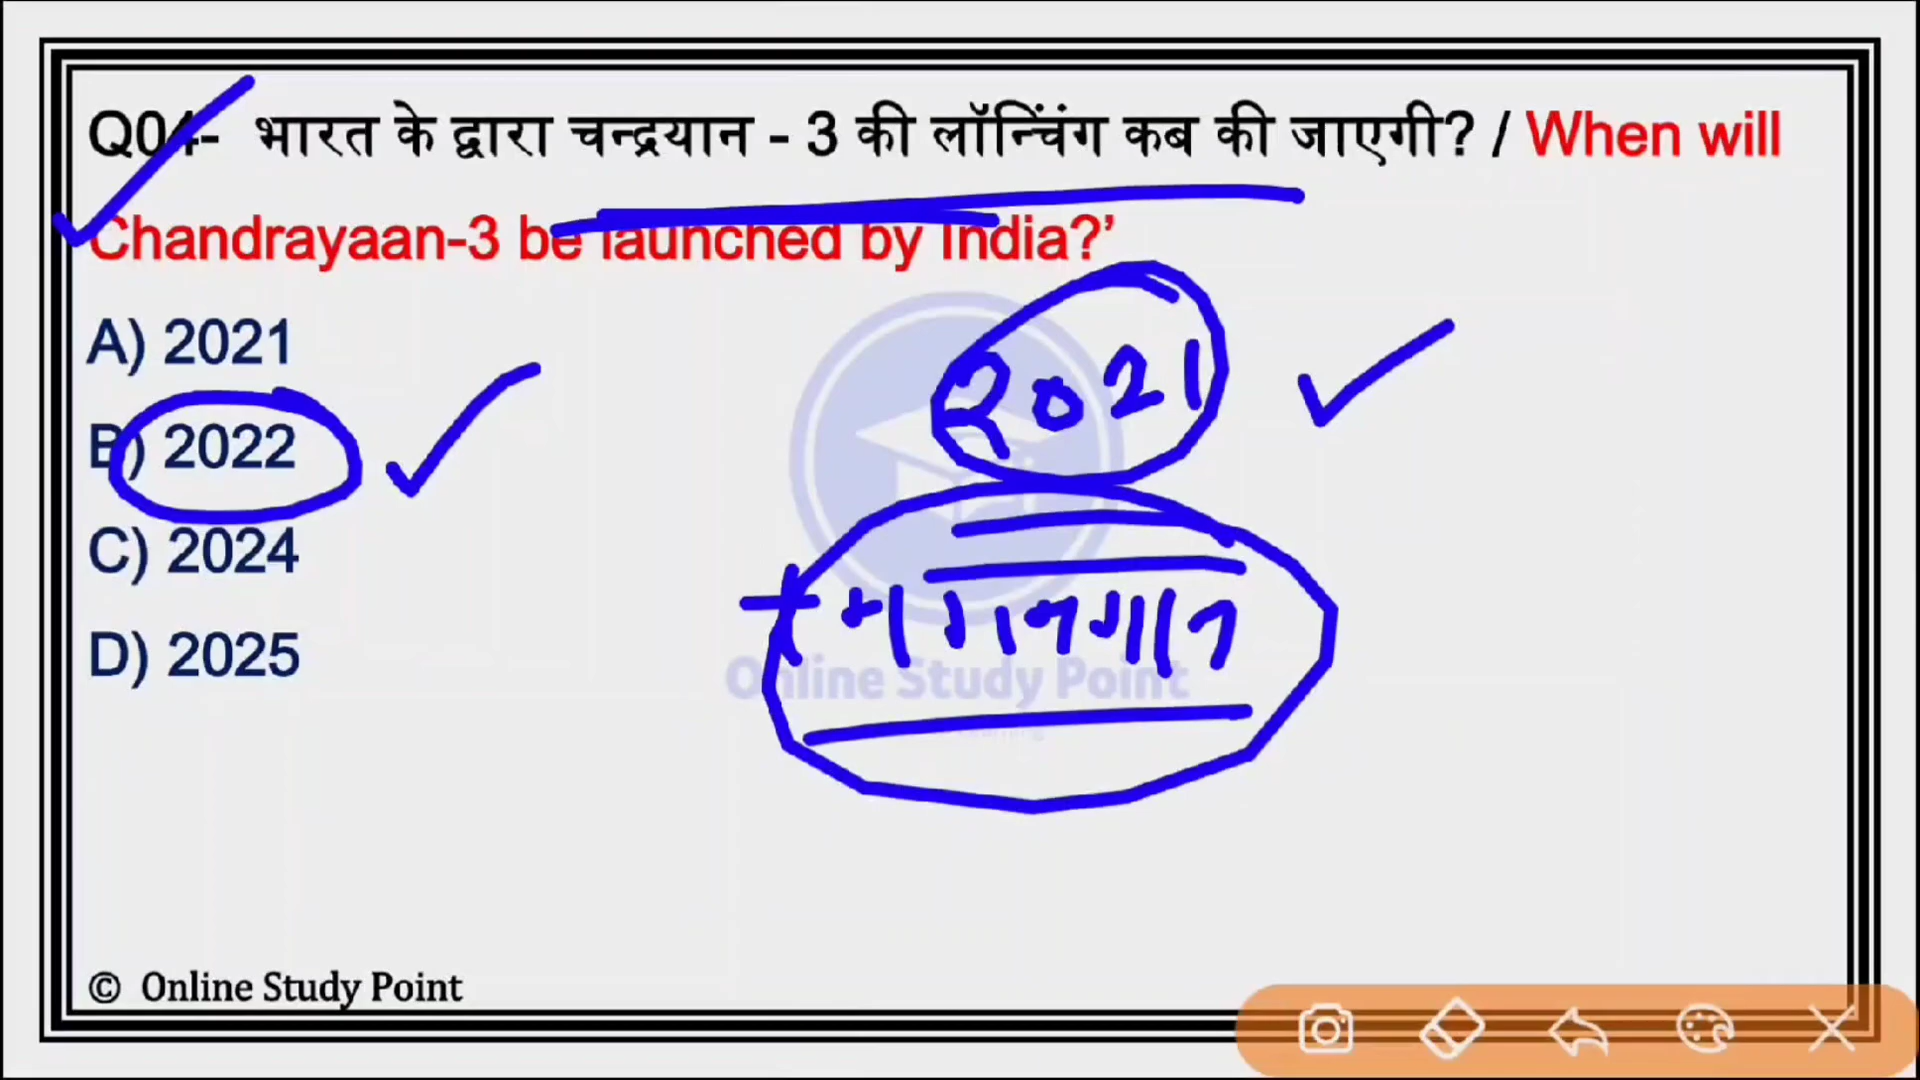 Q04- भारत के द्वारा चन्द्रयान - 3 की लॉन्चिंग कब की जाएगी? / When will
Chandrayaan-3 be launched by India?’
A) 2021
B) 2022
C) 2024
D) 2025
2021
Online Study Point
© Online Study Point